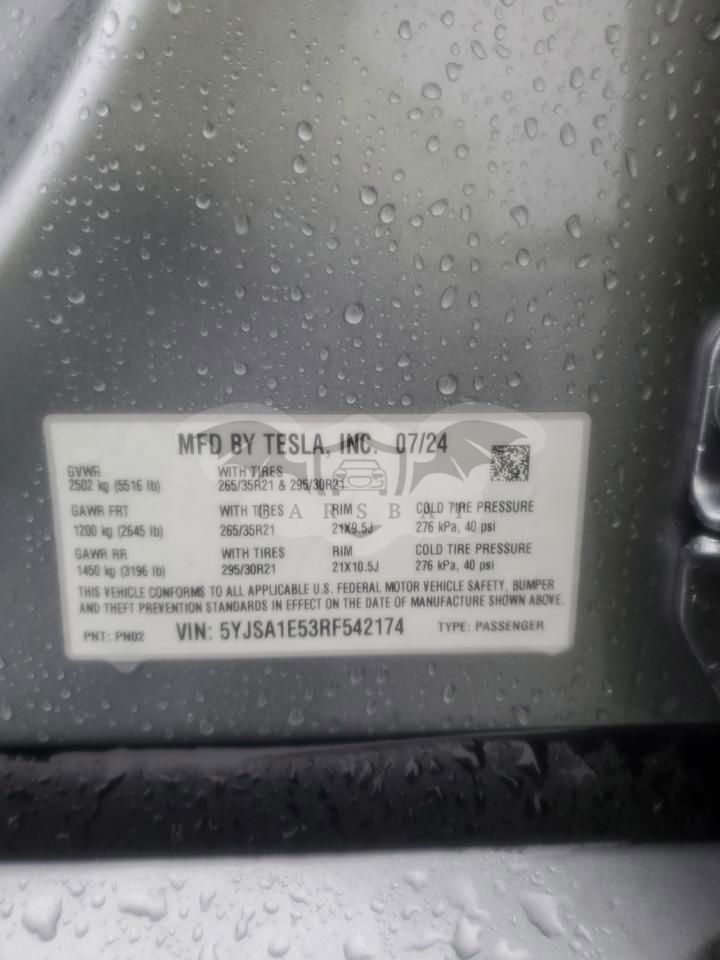 MFD BY TESLA, INC. 07/24
GVWR WITH TIRES
2502 kg (5516 lb) 265/35R21 & 295/30R21
GAWR FRT WITH TIRES RIM COLD TIRE PRESSURE
1200 kg (2645 lb) 265/35R21 21X9.5J 276 kPa, 40 psi
GAWR RR WITH TIRES RIM COLD TIRE PRESSURE
1450 kg (3196 lb) 295/30R21 21X10.5J 276 kPa, 40 psi
THIS VEHICLE CONFORMS TO ALL APPLICABLE U.S. FEDERAL MOTOR VEHICLE SAFETY, BUMPER
AND THEFT PREVENTION STANDARDS IN EFFECT ON THE DATE OF MANUFACTURE SHOWN ABOVE.
PNT: PN02 VIN: 5YJSA1E53RF542174 TYPE: PASSENGER
CARSBAT